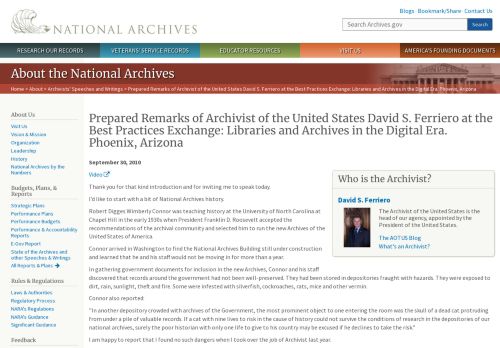 Blogs · Bookmark/Share · Contact Us
NATIONAL ARCHIVES
Search Archives.gov
Search
RESEARCH OUR RECORDS
VETERANS' SERVICE RECORDS
EDUCATOR RESOURCES
VISIT US
AMERICA'S FOUNDING DOCUMENTS
About the National Archives
Home > About > Archivists' Speeches and Writings > Prepared Remarks of Archivist of the United States David S. Ferriero at the Best Practices Exchange: Libraries and Archives in the Digital Era. Phoenix, Arizona
About Us
Visit Us
Vision & Mission
Organization
Leadership
History
National Archives by the
Numbers
Budgets, Plans, &
Reports
Strategic Plans
Performance Plans
Performance Budgets
Performance & Accountability
Reports
E-Gov Report
State of the Archives and
other Speeches & Writings
All Reports & Plans
Rules & Regulations
Laws & Authorities
Regulatory Process
NARA's Regulations
NARA's Guidance
Significant Guidance
Feedback
Prepared Remarks of Archivist of the United States David S. Ferriero at the
Best Practices Exchange: Libraries and Archives in the Digital Era.
Phoenix, Arizona
September 30, 2010
Video
Thank you for that kind introduction and for inviting me to speak today.
I'd like to start with a bit of National Archives history.
Robert Digges Wimberly Connor was teaching history at the University of North Carolina at
Chapel Hill in the early 1930s when President Franklin D. Roosevelt accepted the
recommendations of the archival community and selected him to run the new Archives of the
United States of America.
Connor arrived in Washington to find the National Archives Building still under construction
and learned that he and his staff would not be moving in for more than a year.
In gathering government documents for inclusion in the new Archives, Connor and his staff
discovered that records around the government had not been well-preserved. They had been stored in depositories fraught with hazards. They were exposed to
dirt, rain, sunlight, theft and fire. Some were infested with silverfish, cockroaches, rats, mice and other vermin.
Connor also reported:
"In another depository crowded with archives of the Government, the most prominent object to one entering the room was the skull of a dead cat protruding
from under a pile of valuable records. If a cat with nine lives to risk in the cause of history could not survive the conditions of research in the depositories of our
national archives, surely the poor historian with only one life to give to his country may be excused if he declines to take the risk."
I am happy to report that I found no such dangers when I took over the job of Archivist last year.
Who is the Archivist?
David S. Ferriero
The Archivist of the United States is the
head of our agency, appointed by the
President of the United States.
The AOTUS Blog
What's an Archivist?